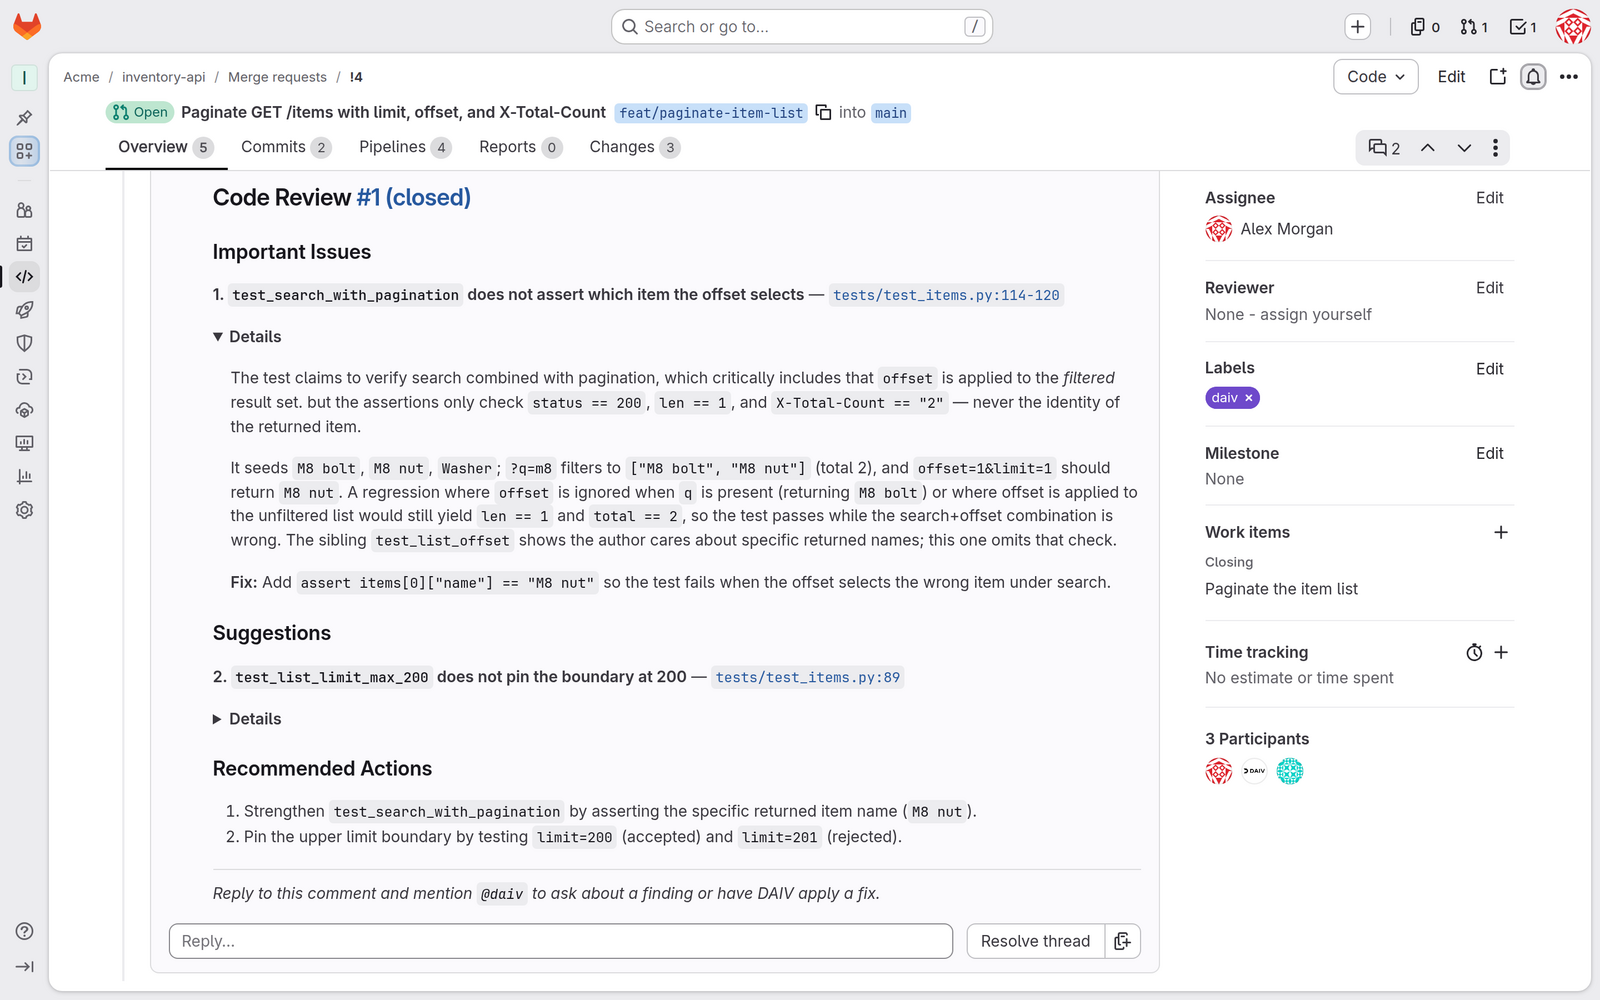 Search or go to...
/
0
1
1
I
Acme / inventory-api / Merge requests / !4
Code
Edit
Open
Paginate GET /items with limit, offset, and X-Total-Count
feat/paginate-item-list
into
main
Overview 5
Commits 2
Pipelines 4
Reports 0
Changes 3
2
Code Review #1 (closed)
Important Issues
1. test_search_with_pagination does not assert which item the offset selects — tests/test_items.py:114-120
Details
The test claims to verify search combined with pagination, which critically includes that offset is applied to the filtered
result set. but the assertions only check status == 200, len == 1, and X-Total-Count == "2" — never the identity of
the returned item.
It seeds M8 bolt, M8 nut, Washer; ?q=m8 filters to ["M8 bolt", "M8 nut"] (total 2), and offset=1&limit=1 should
return M8 nut. A regression where offset is ignored when q is present (returning M8 bolt) or where offset is applied to
the unfiltered list would still yield len == 1 and total == 2, so the test passes while the search+offset combination is
wrong. The sibling test_list_offset shows the author cares about specific returned names; this one omits that check.
Fix: Add assert items[0]["name"] == "M8 nut" so the test fails when the offset selects the wrong item under search.
Suggestions
2. test_list_limit_max_200 does not pin the boundary at 200 — tests/test_items.py:89
Details
Recommended Actions
1. Strengthen test_search_with_pagination by asserting the specific returned item name (M8 nut).
2. Pin the upper limit boundary by testing limit=200 (accepted) and limit=201 (rejected).
Reply to this comment and mention @daiv to ask about a finding or have DAIV apply a fix.
Reply...
Resolve thread
Assignee
Edit
Alex Morgan
Reviewer
Edit
None - assign yourself
Labels
Edit
daiv ×
Milestone
Edit
None
Work items
Closing
Paginate the item list
Time tracking
No estimate or time spent
3 Participants
DAIV